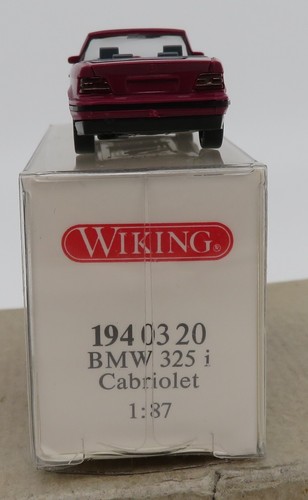 WIKING®
194 03 20
BMW 325 i
Cabriolet
1:87